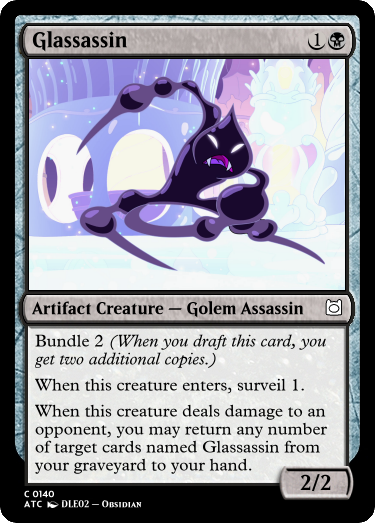 Glassassin 1
Artifact Creature — Golem Assassin
Bundle 2 (When you draft this card, you
get two additional copies.)
When this creature enters, surveil 1.
When this creature deals damage to an
opponent, you may return any number
of target cards named Glassassin from
your graveyard to your hand.
2/2
C 0140
ATC DLE02 — Obsidian